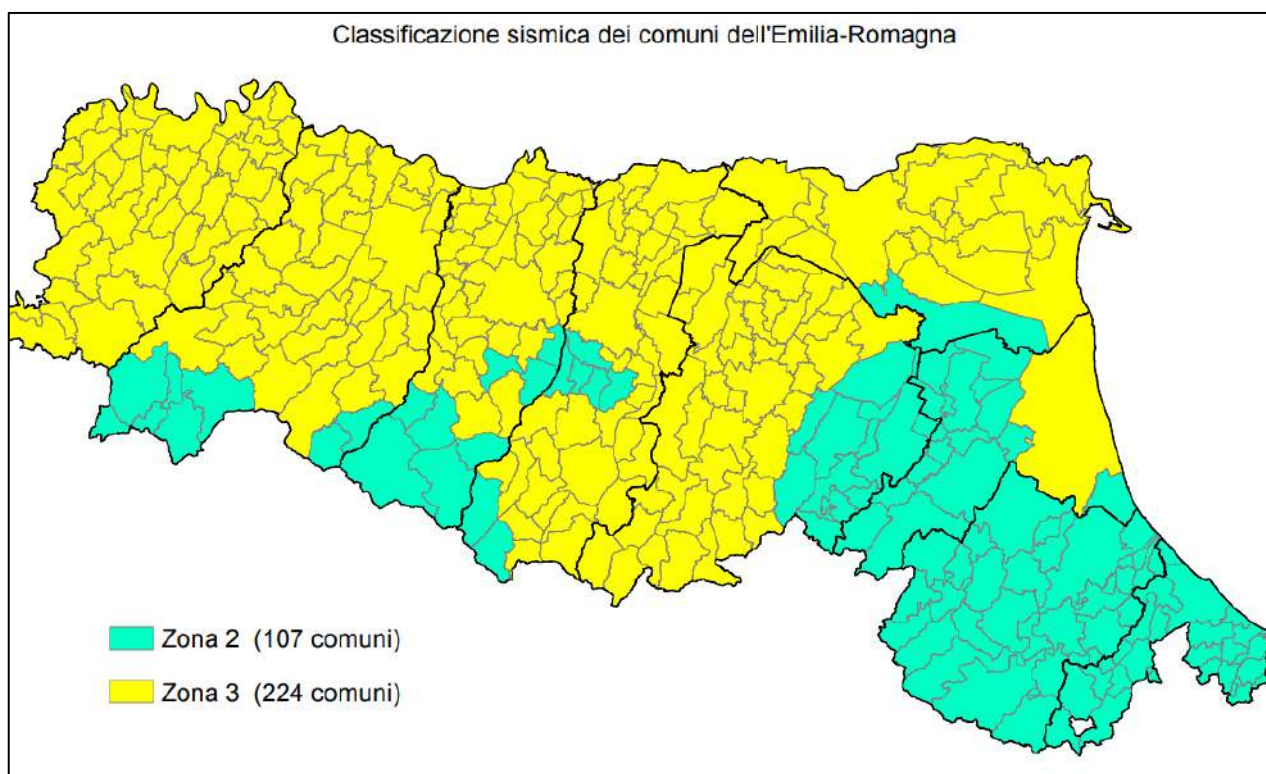 Classificazione sismica dei comuni dell'Emilia-Romagna
Zona 2 (107 comuni)
Zona 3 (224 comuni)